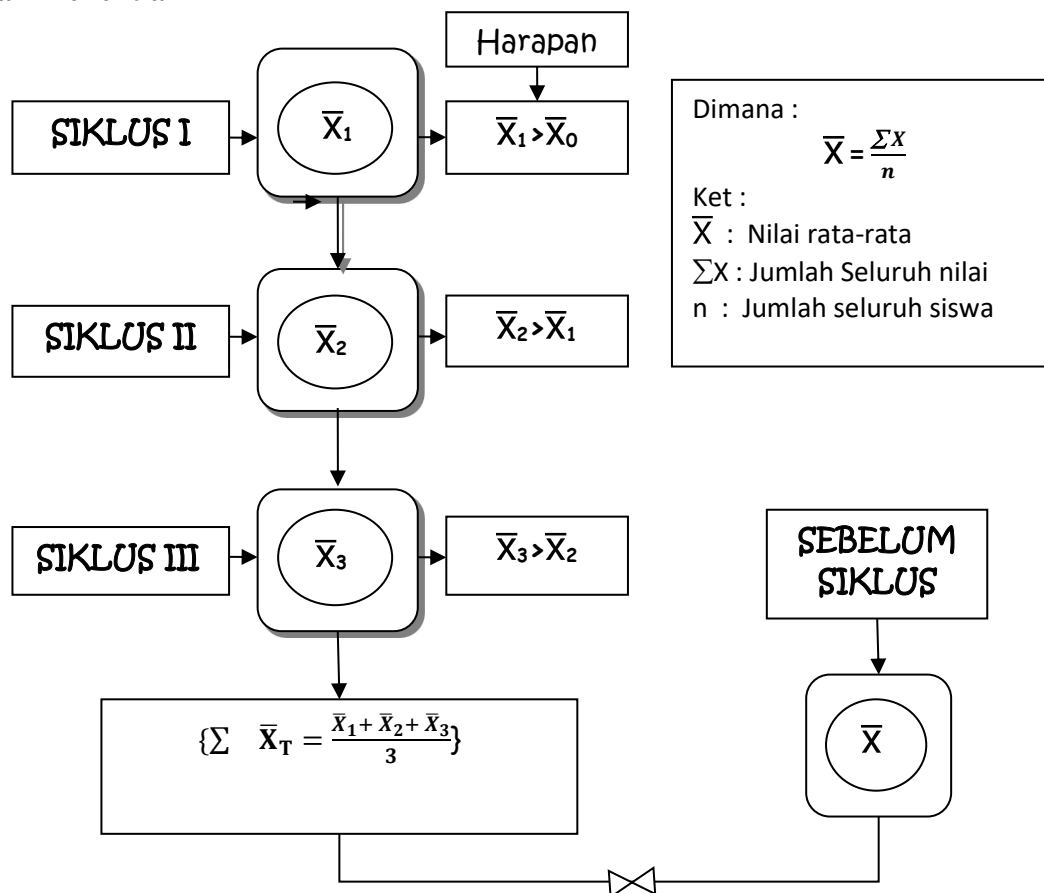 Harapan
SIKLUS I
X̅₁
X̅₁>X̅₀
Dimana :
X̅ = ∑X/n
Ket :
X̅ : Nilai rata-rata
∑X : Jumlah Seluruh nilai
n : Jumlah seluruh siswa
SIKLUS II
X̅₂
X̅₂>X̅₁
SIKLUS III
X̅₃
X̅₃>X̅₂
SEBELUM
SIKLUS
{∑ X̅_T = (X̅₁ + X̅₂ + X̅₃)/3}
X̅